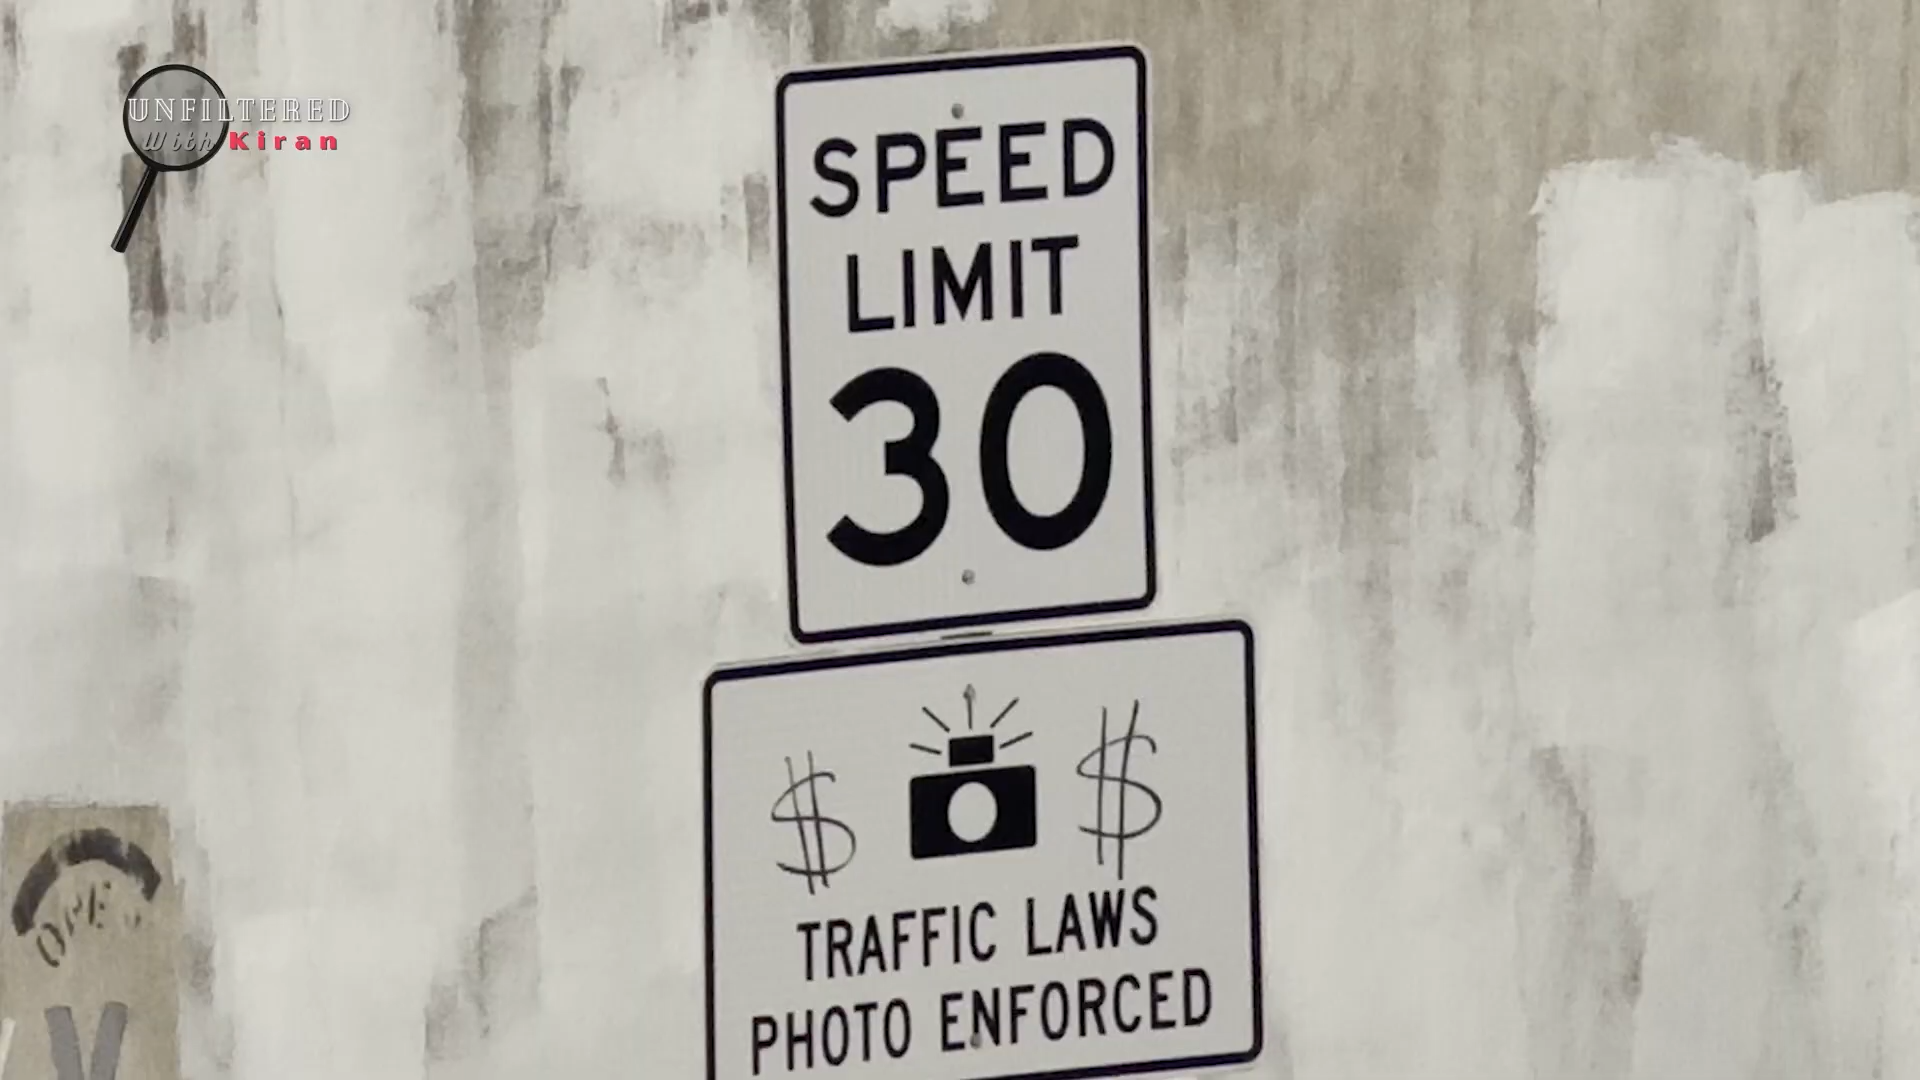 UNFILTERED
With Kiran
SPEED
LIMIT
30
$ $
TRAFFIC LAWS
PHOTO ENFORCED